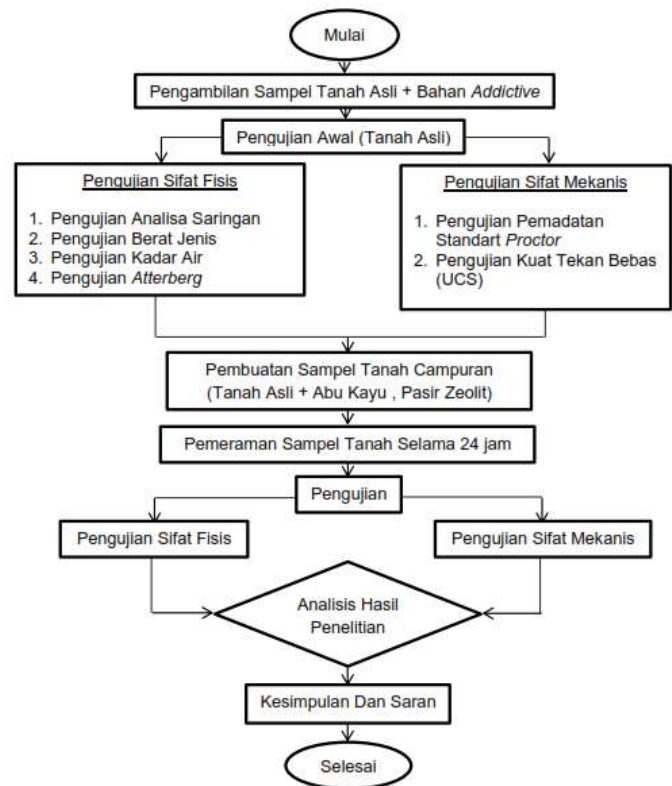 Mulai
Pengambilan Sampel Tanah Asli + Bahan Addictive
Pengujian Awal (Tanah Asli)
Pengujian Sifat Fisis
1. Pengujian Analisa Saringan
2. Pengujian Berat Jenis
3. Pengujian Kadar Air
4. Pengujian Atterberg
Pengujian Sifat Mekanis
1. Pengujian Pemadatan
Standart Proctor
2. Pengujian Kuat Tekan Bebas
(UCS)
Pembuatan Sampel Tanah Campuran
(Tanah Asli + Abu Kayu , Pasir Zeolit)
Pemeraman Sampel Tanah Selama 24 jam
Pengujian
Pengujian Sifat Fisis
Pengujian Sifat Mekanis
Analisis Hasil
Penelitian
Kesimpulan Dan Saran
Selesai